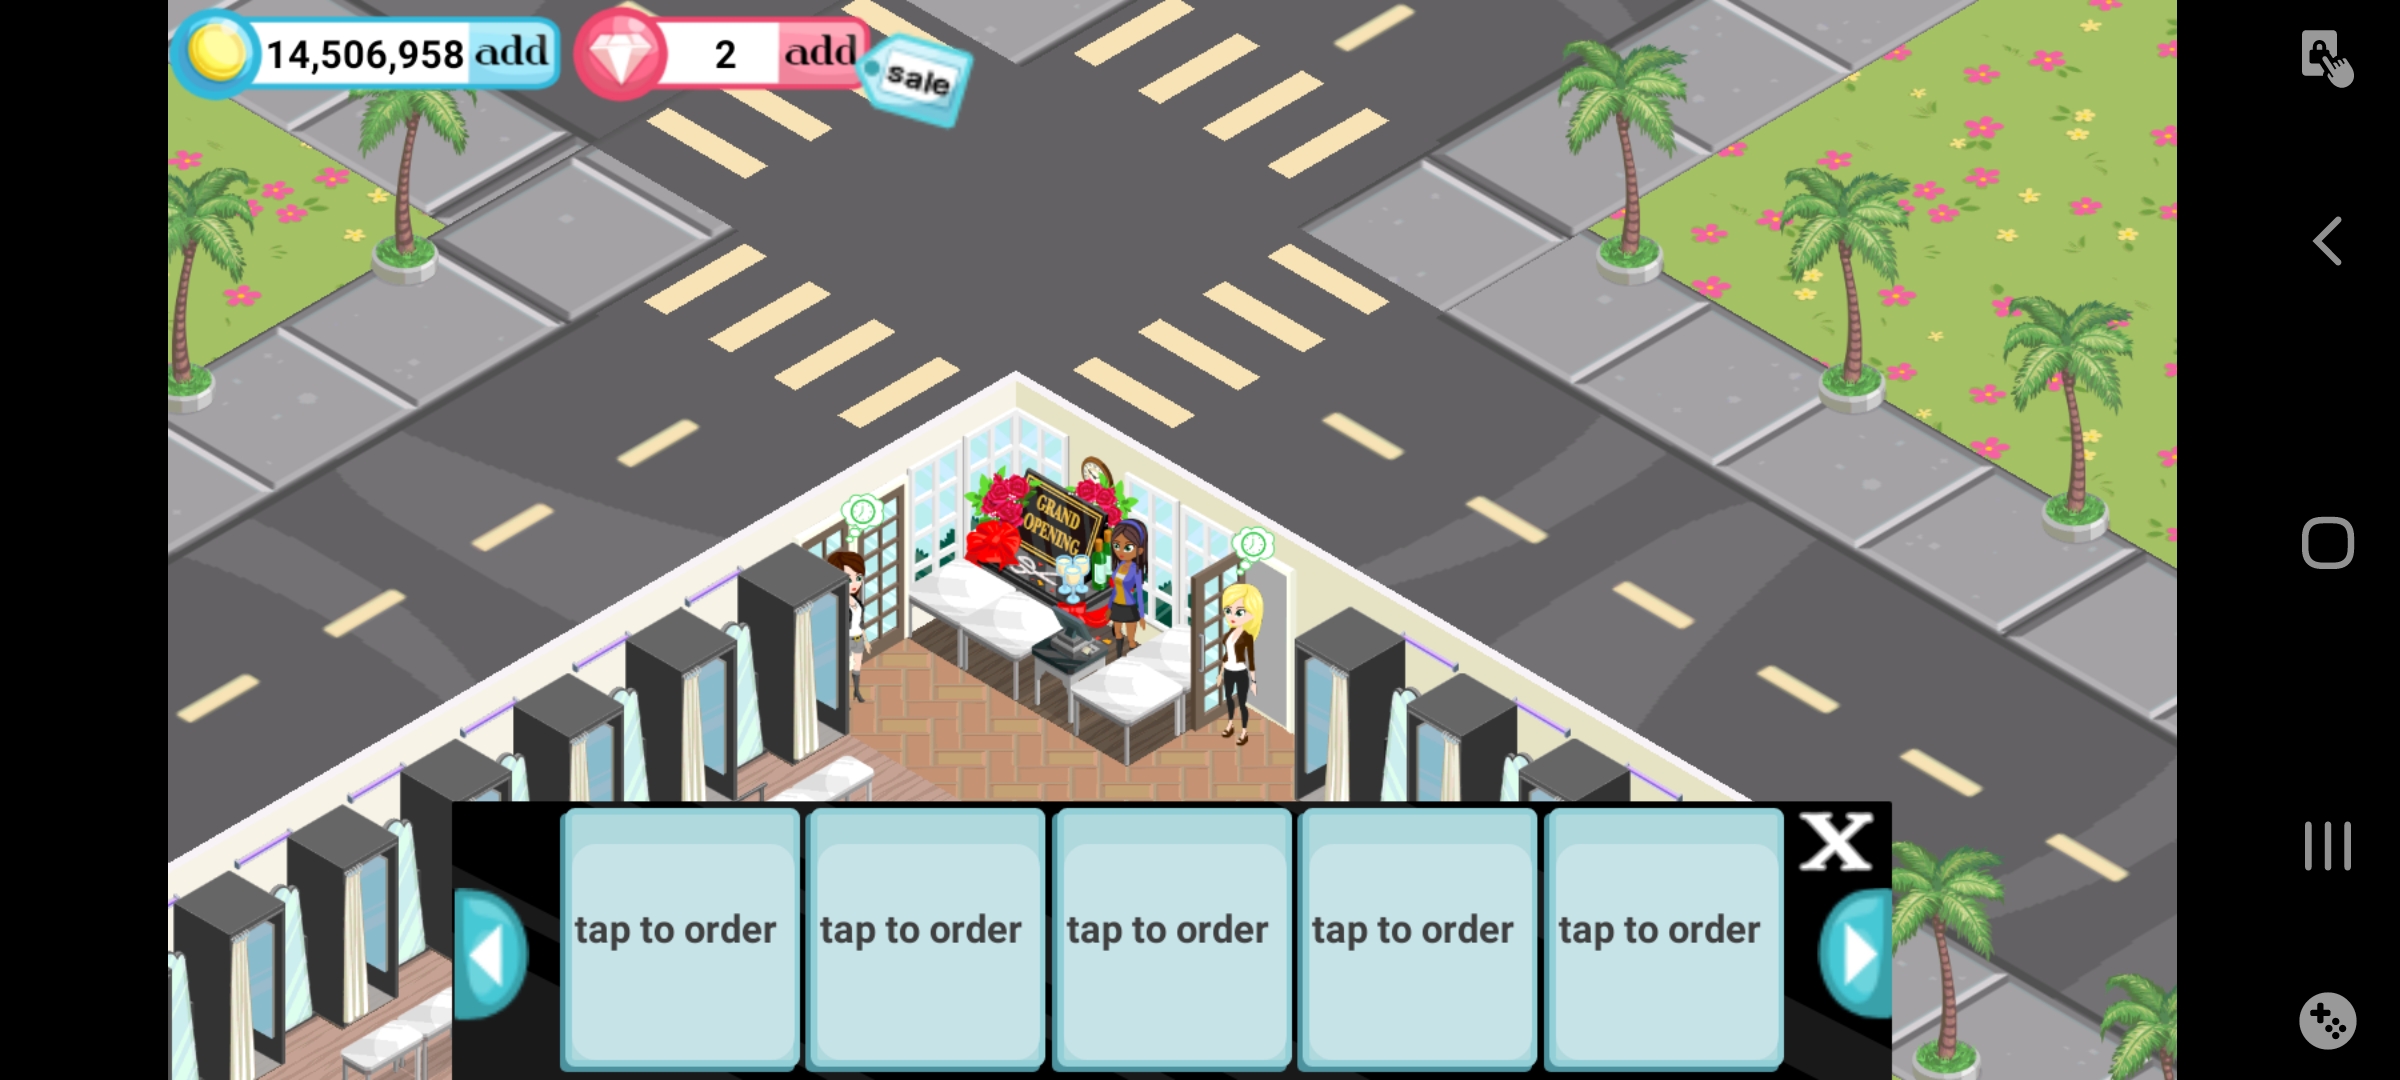 14,506,958 add
2 add
sale
GRAND
OPENING
tap to order
tap to order
tap to order
tap to order
tap to order
X